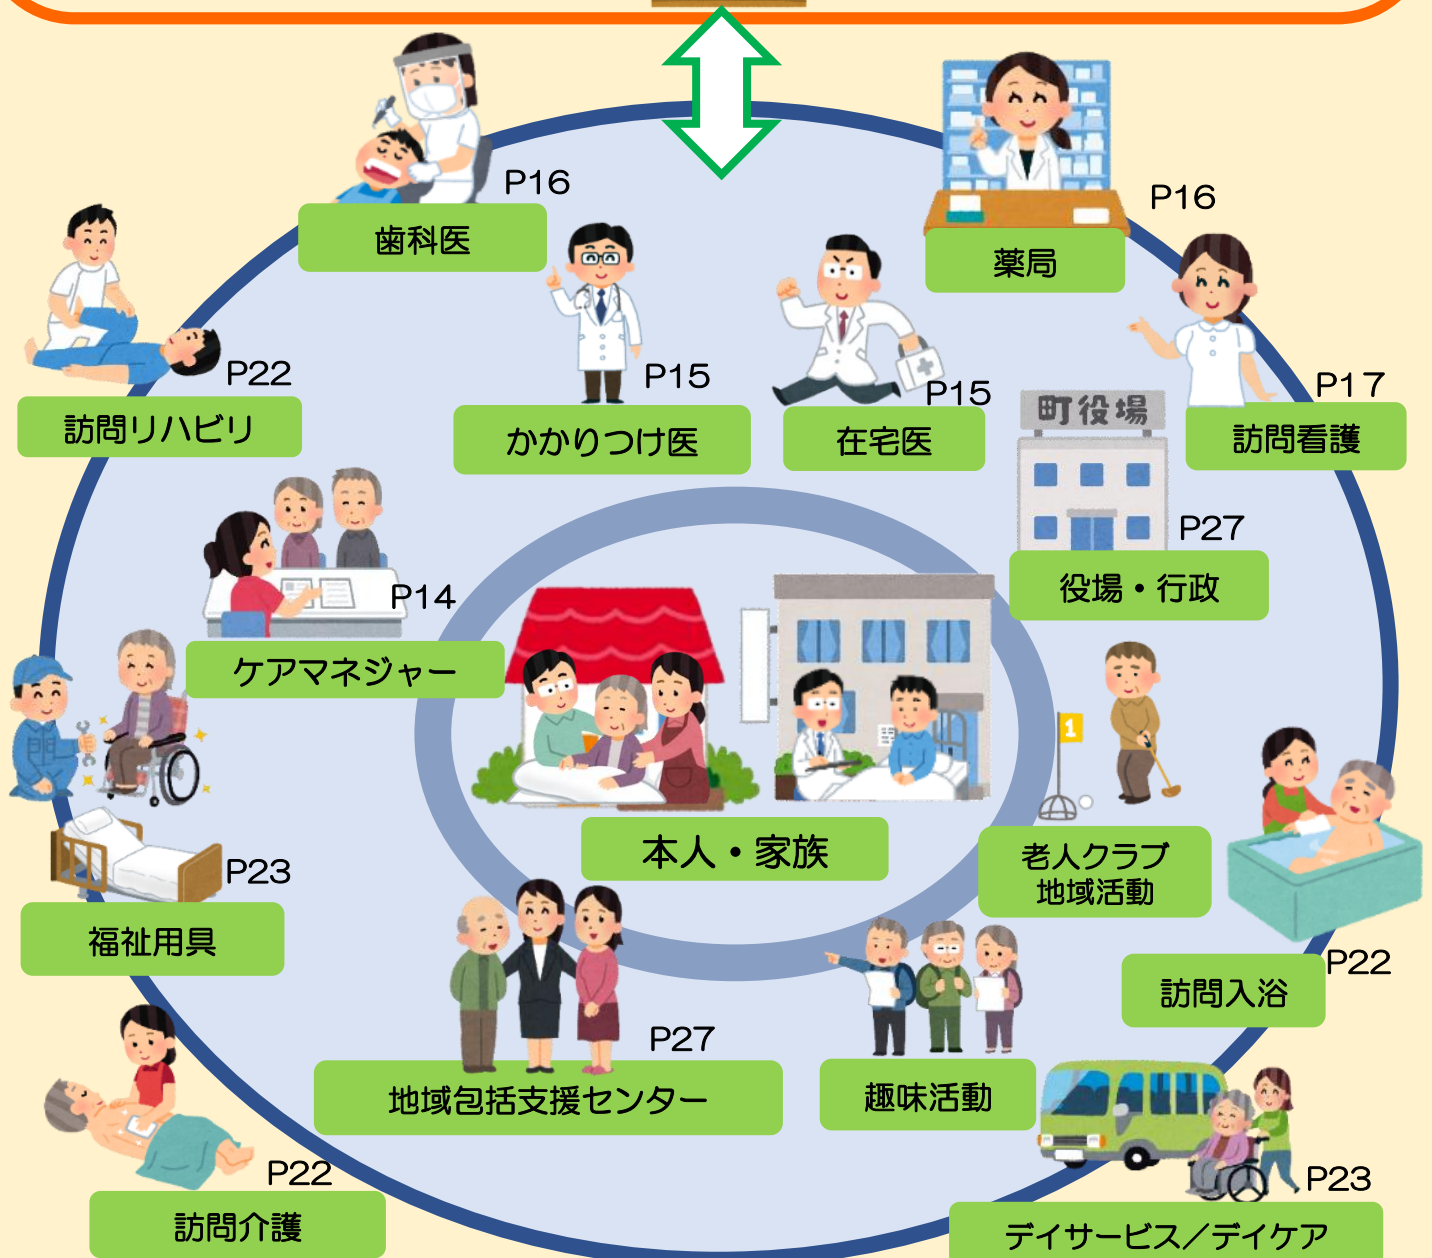 P16
歯科医
P16
薬局
P22
訪問リハビリ
P15
かかりつけ医
P15
在宅医
P17
訪問看護
町役場
P27
役場・行政
P14
ケアマネジャー
1
本人・家族
老人クラブ
地域活動
P23
福祉用具
P22
訪問入浴
P27
地域包括支援センター
趣味活動
P22
訪問介護
P23
デイサービス／デイケア